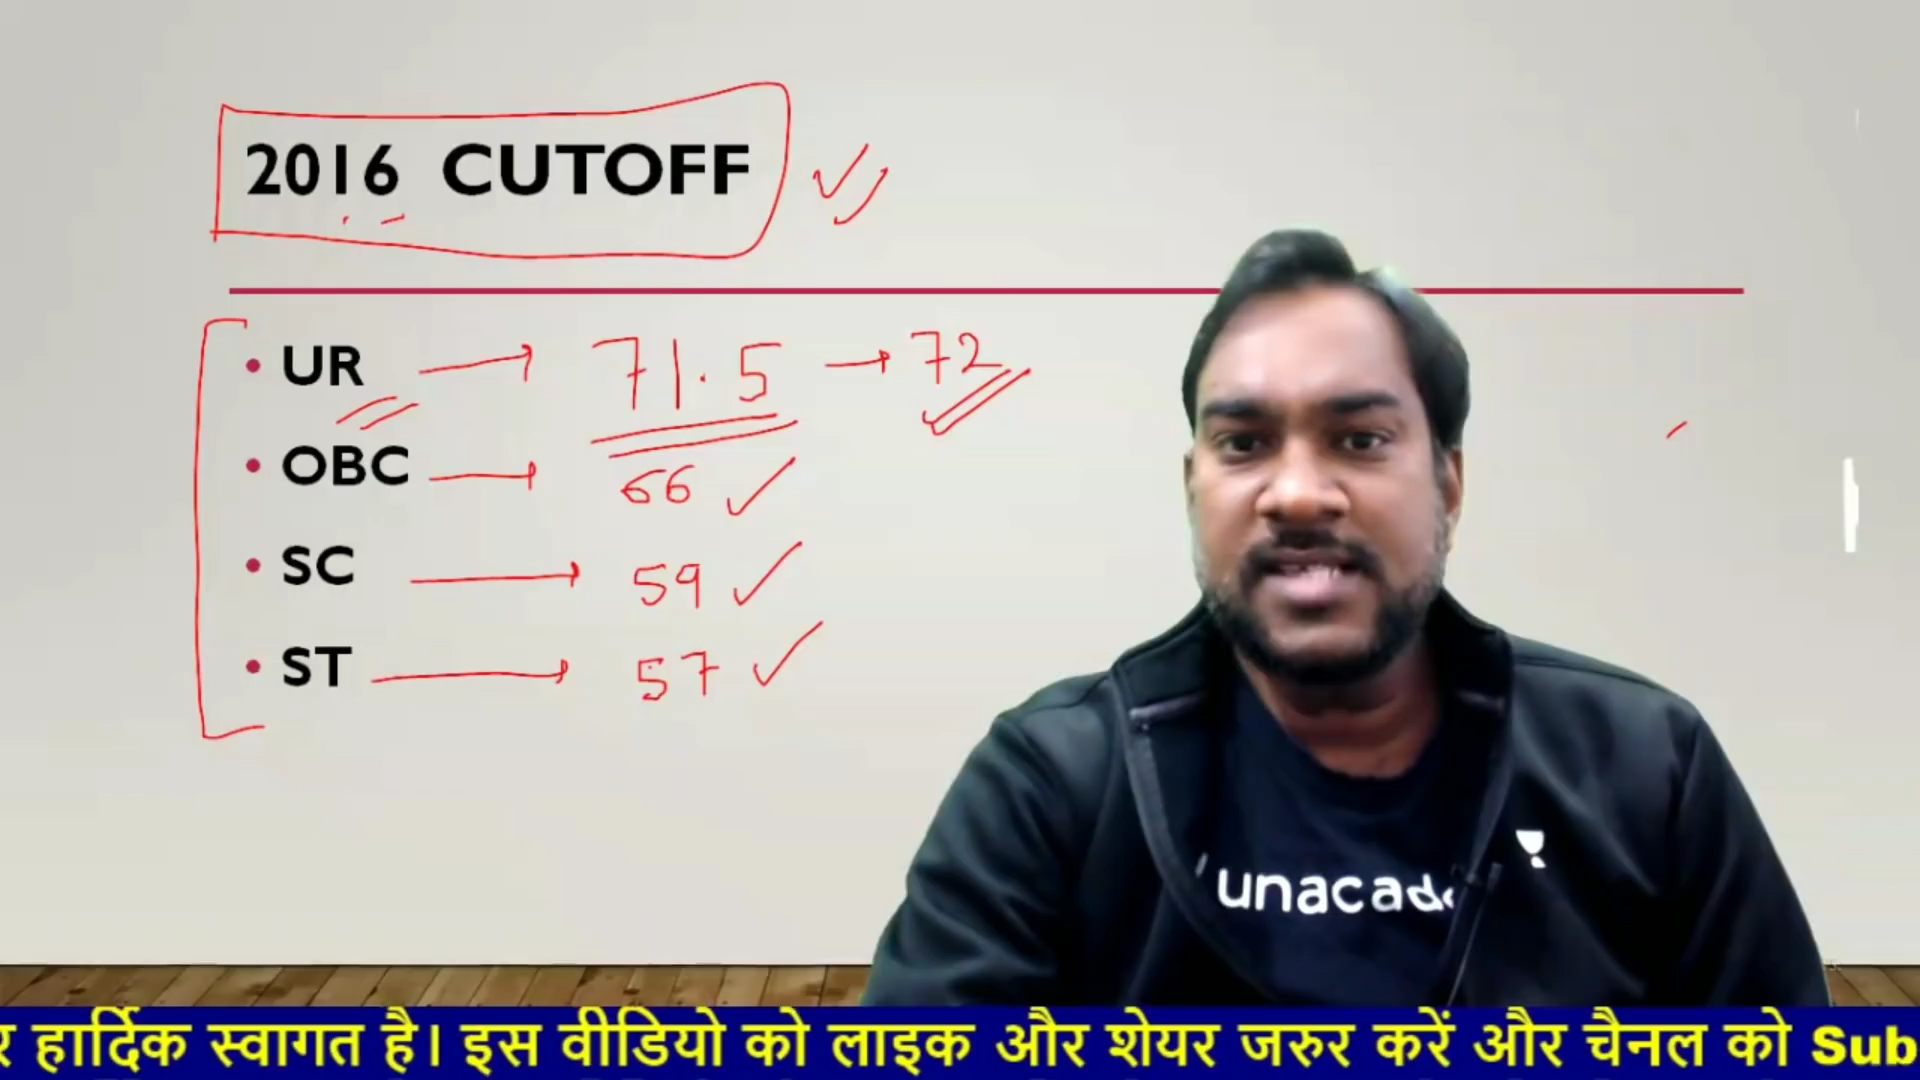 2016 CUTOFF
• UR → 71.5 → 72
• OBC → 66
• SC → 59
• ST → 57
unacade
र हार्दिक स्वागत है। इस वीडियो को लाइक और शेयर जरुर करें और चैनल को Sub